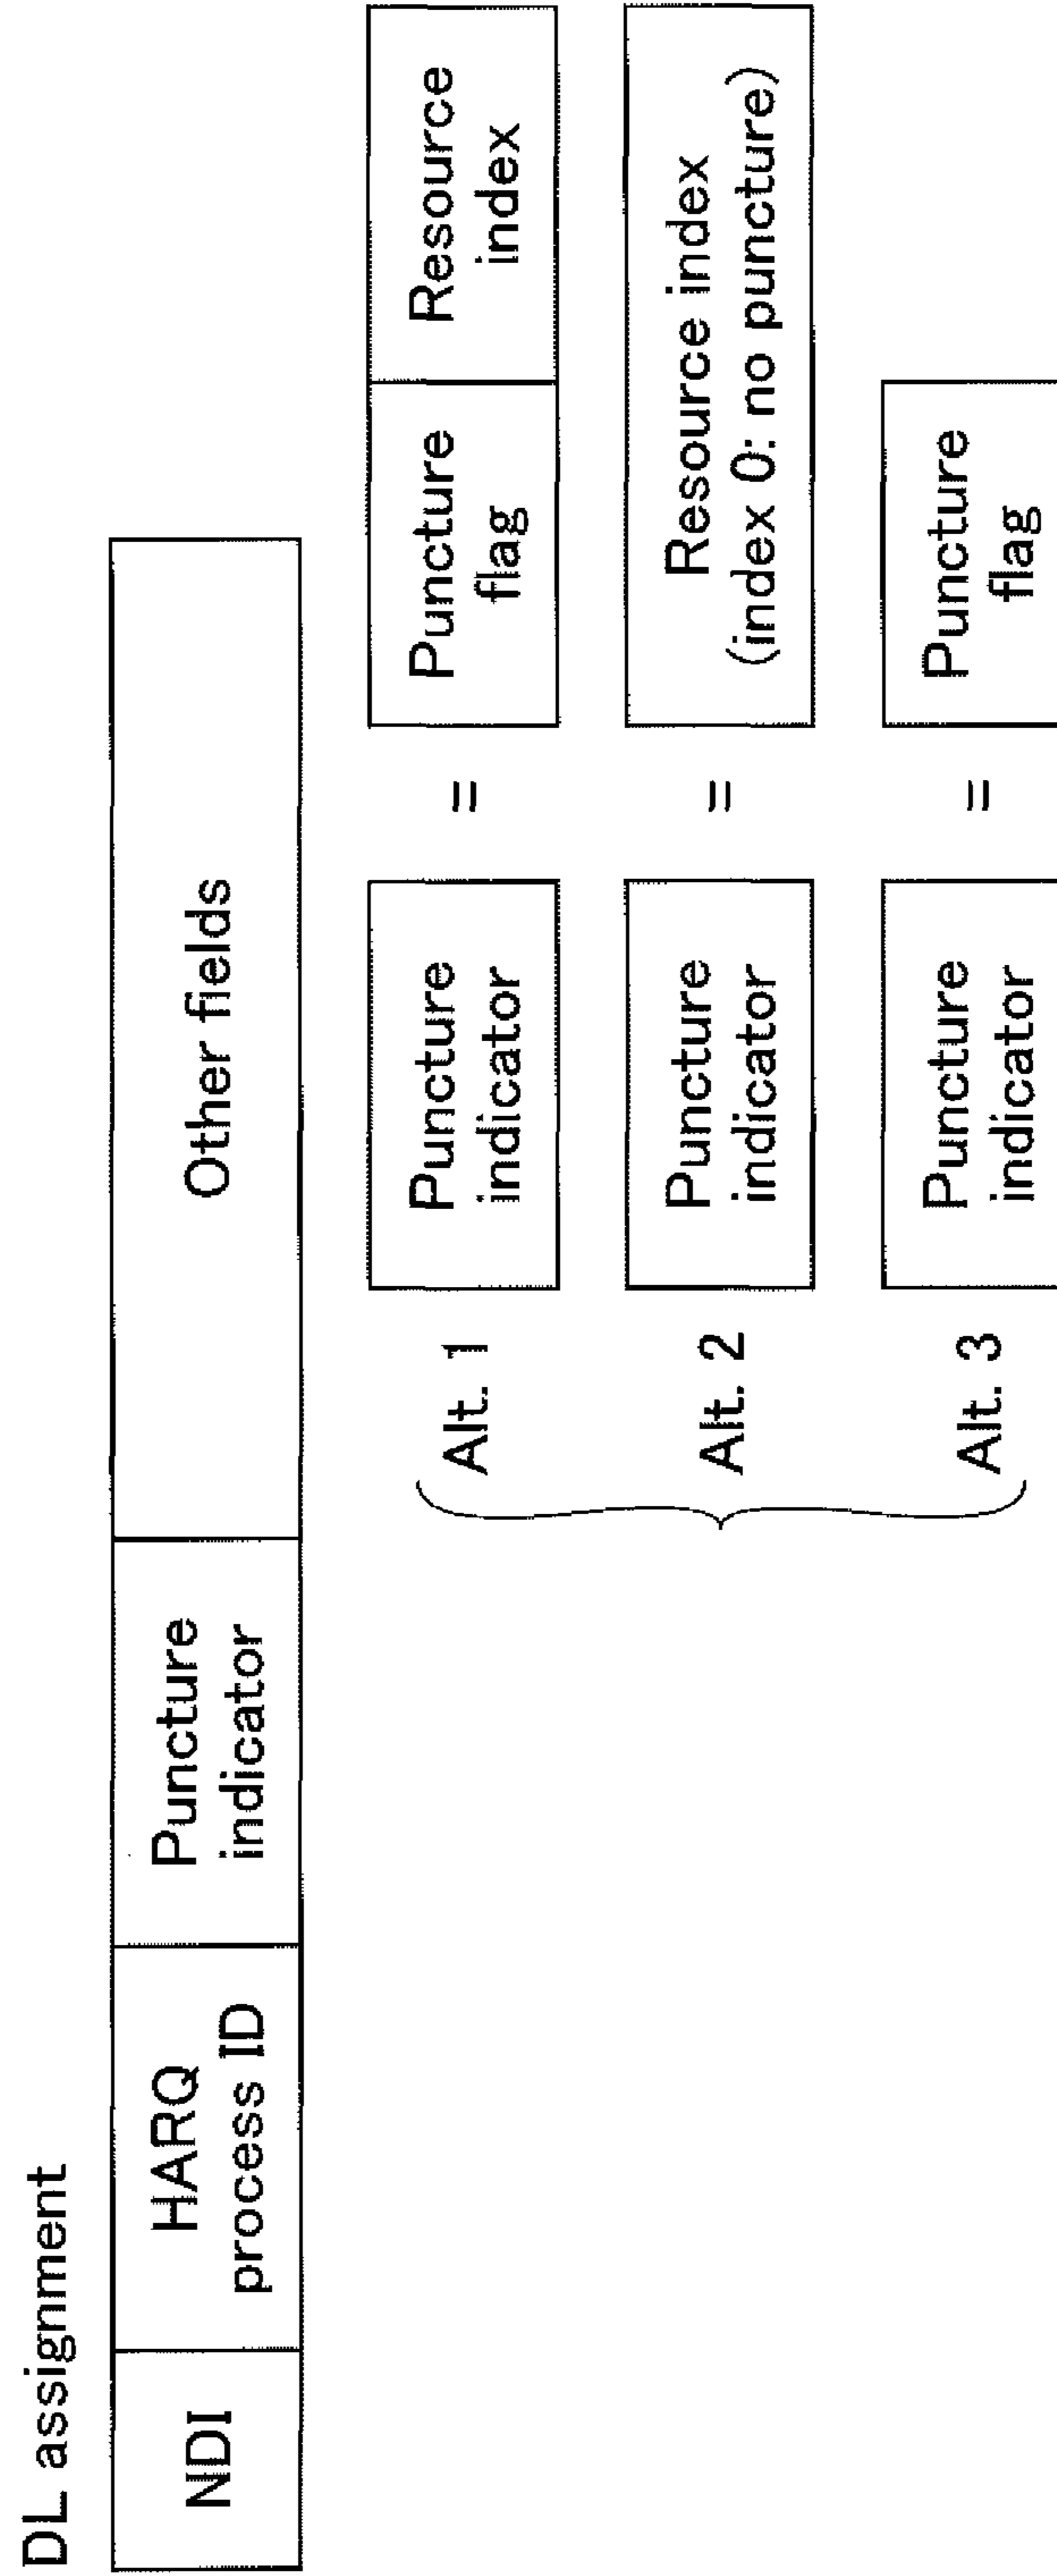 DL assignment
NDI
HARQ
process ID
Puncture
indicator
Other fields
Alt. 1
Puncture
indicator
=
Puncture
flag
Resource
index
Alt. 2
Puncture
indicator
=
Resource index
(index 0: no puncture)
Alt. 3
Puncture
indicator
=
Puncture
flag